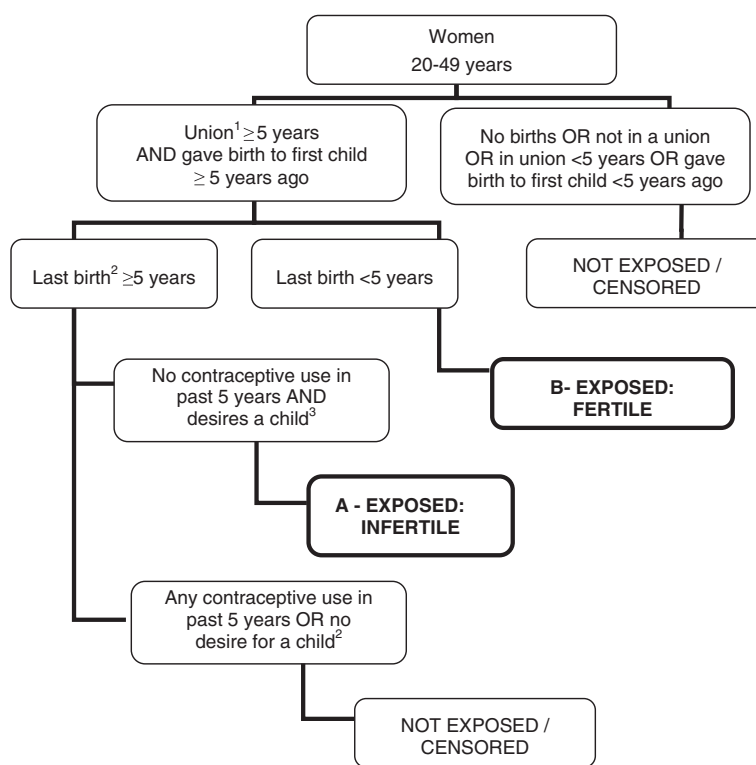 Women
20-49 years
Union¹ ≥5 years
AND gave birth to first child
≥ 5 years ago
No births OR not in a union
OR in union <5 years OR gave
birth to first child <5 years ago
Last birth² ≥5 years
Last birth <5 years
NOT EXPOSED /
CENSORED
No contraceptive use in
past 5 years AND
desires a child³
B- EXPOSED:
FERTILE
A - EXPOSED:
INFERTILE
Any contraceptive use in
past 5 years OR no
desire for a child²
NOT EXPOSED /
CENSORED